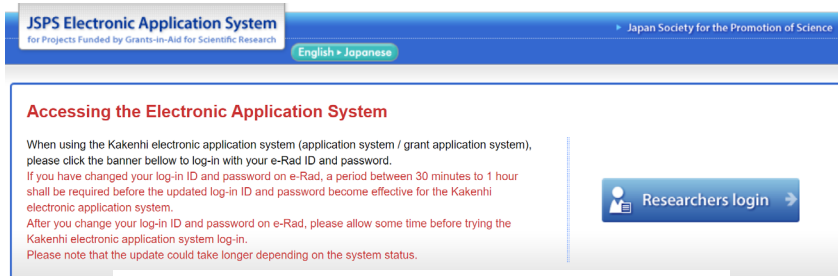 JSPS Electronic Application System
for Projects Funded by Grants-in-Aid for Scientific Research
Japan Society for the Promotion of Science
English ▸ Japanese
Accessing the Electronic Application System
When using the Kakenhi electronic application system (application system / grant application system),
please click the banner bellow to log-in with your e-Rad ID and password.
If you have changed your log-in ID and password on e-Rad, a period between 30 minutes to 1 hour
shall be required before the updated log-in ID and password become effective for the Kakenhi
electronic application system.
After you change your log-in ID and password on e-Rad, please allow some time before trying the
Kakenhi electronic application system log-in.
Please note that the update could take longer depending on the system status.
Researchers login